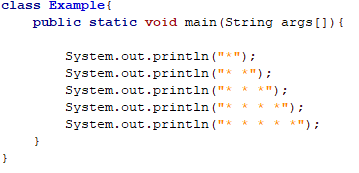 class Example{
    public static void main(String args[]){
        System.out.println("*");
        System.out.println("* *");
        System.out.println("* * *");
        System.out.println("* * * *");
        System.out.println("* * * * *");
    }
}